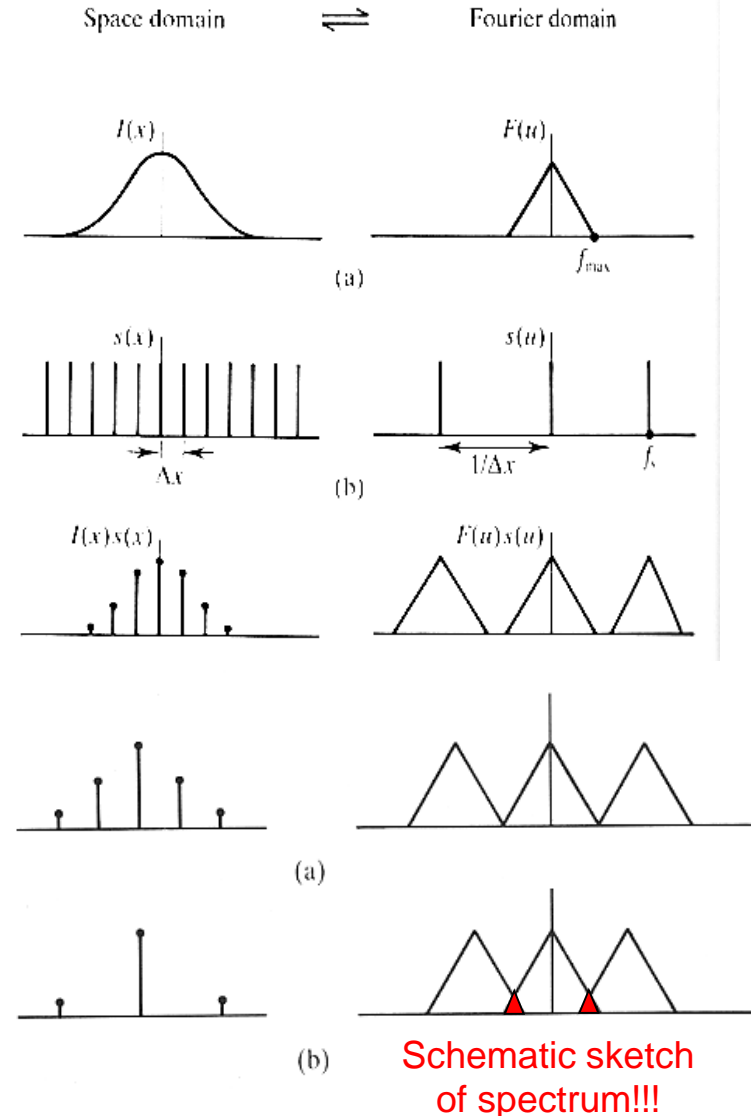 Space domain ⇌ Fourier domain
I(x) F(u)
f_max
(a)
s(x) s(u)
Δx 1/Δx f_s
(b)
I(x)s(x) F(u)s(u)
(a)
(b)
Schematic sketch
of spectrum!!!